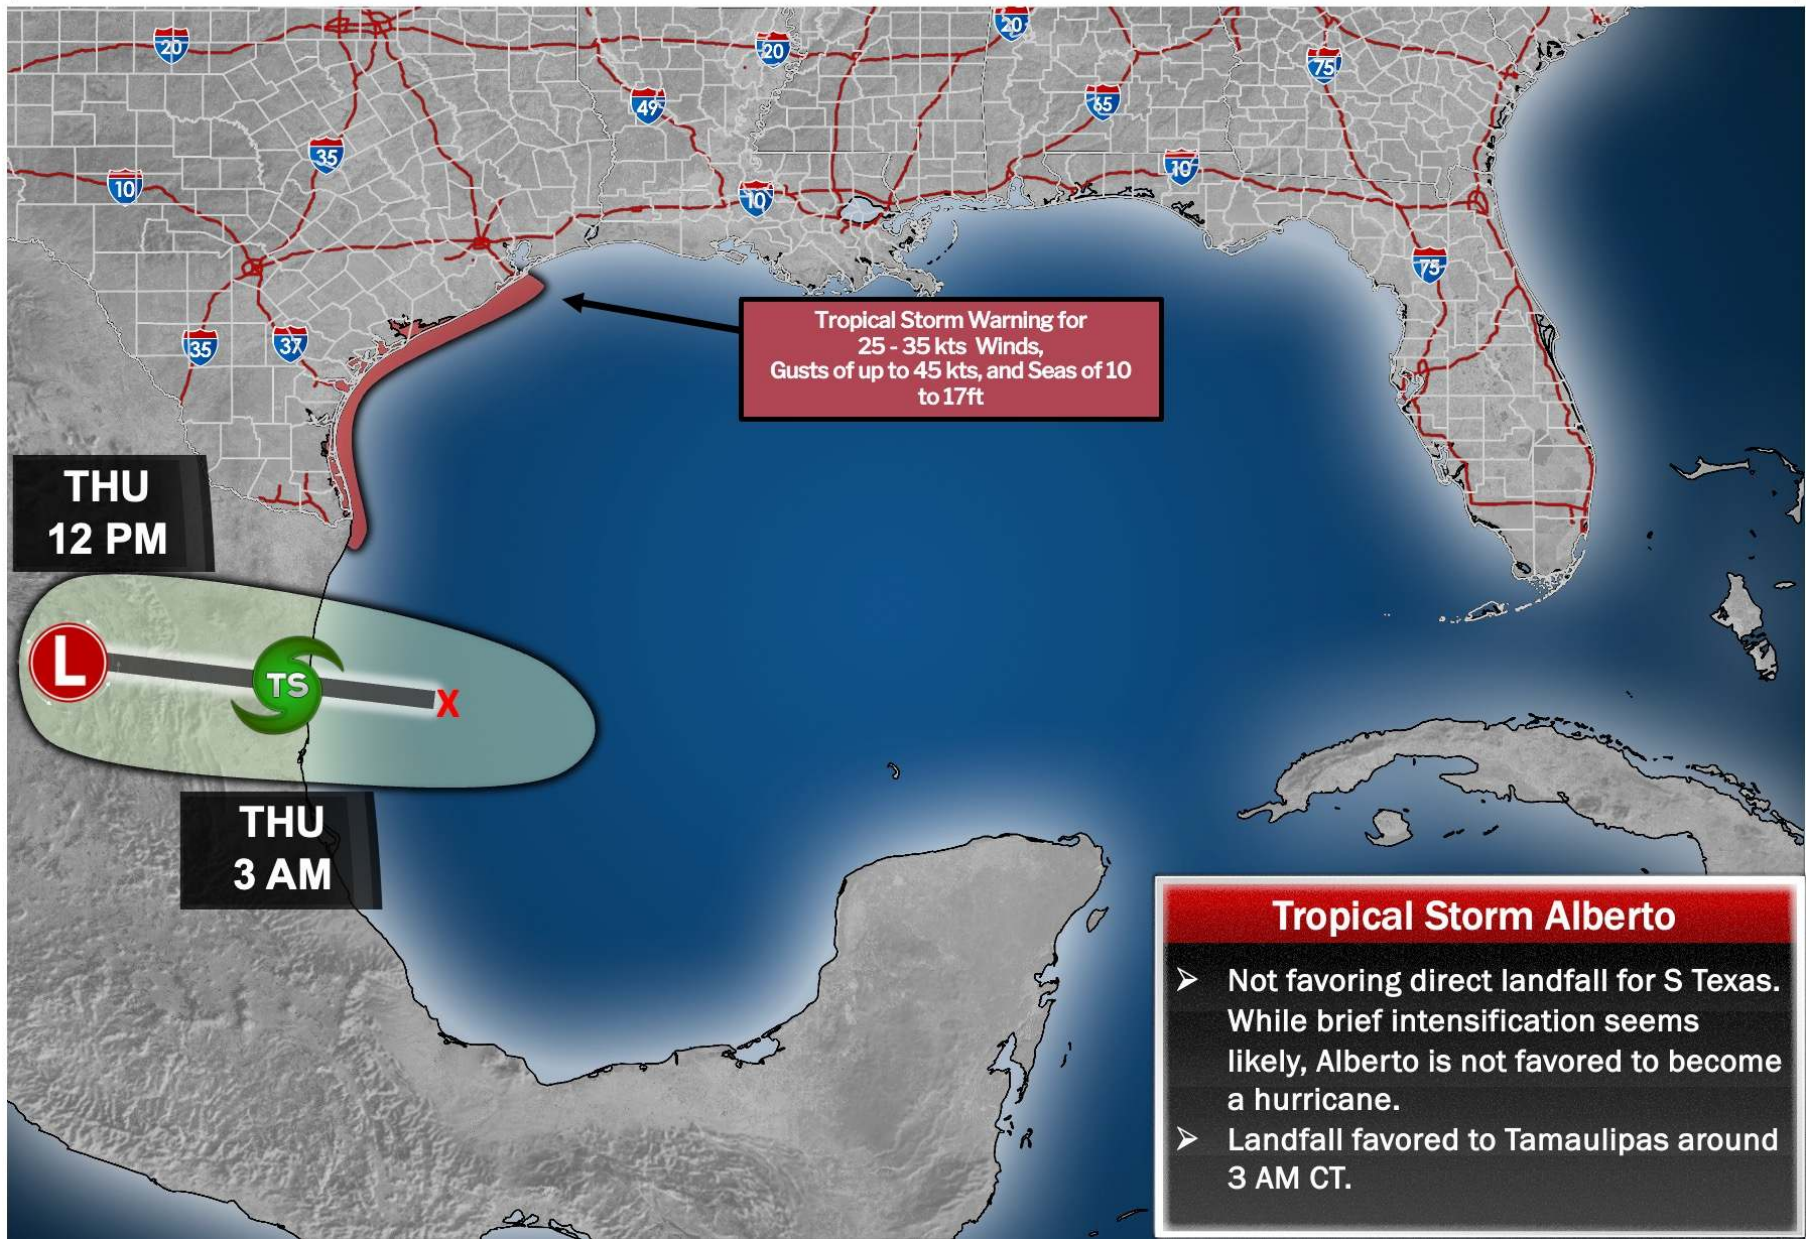 20
20
20
75
49
65
35
10
10
10
75
35
37
Tropical Storm Warning for
25 - 35 kts Winds,
Gusts of up to 45 kts, and Seas of 10
to 17ft
THU
12 PM
L
TS
X
THU
3 AM
Tropical Storm Alberto
➤ Not favoring direct landfall for S Texas.
While brief intensification seems
likely, Alberto is not favored to become
a hurricane.
➤ Landfall favored to Tamaulipas around
3 AM CT.